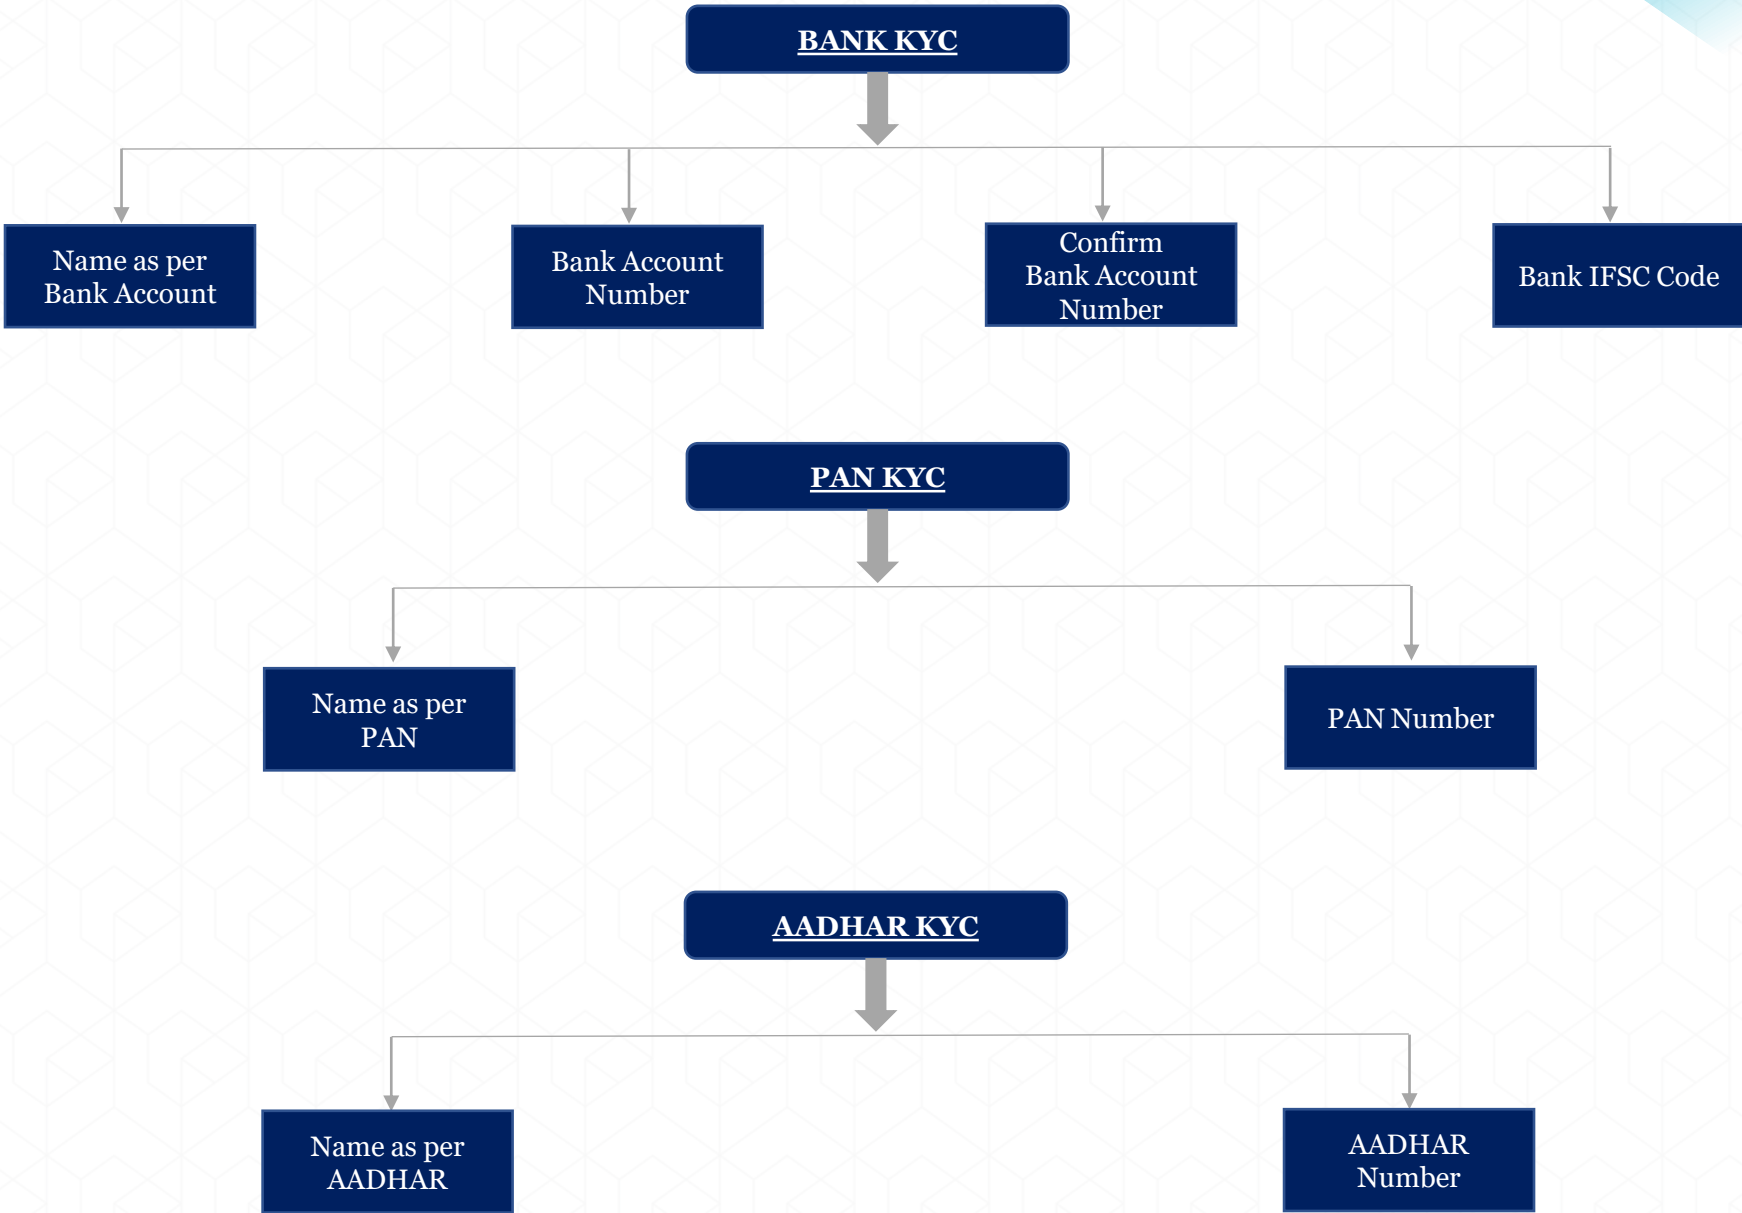 BANK KYC
Name as per
Bank Account
Bank Account
Number
Confirm
Bank Account
Number
Bank IFSC Code
PAN KYC
Name as per
PAN
PAN Number
AADHAR KYC
Name as per
AADHAR
AADHAR
Number